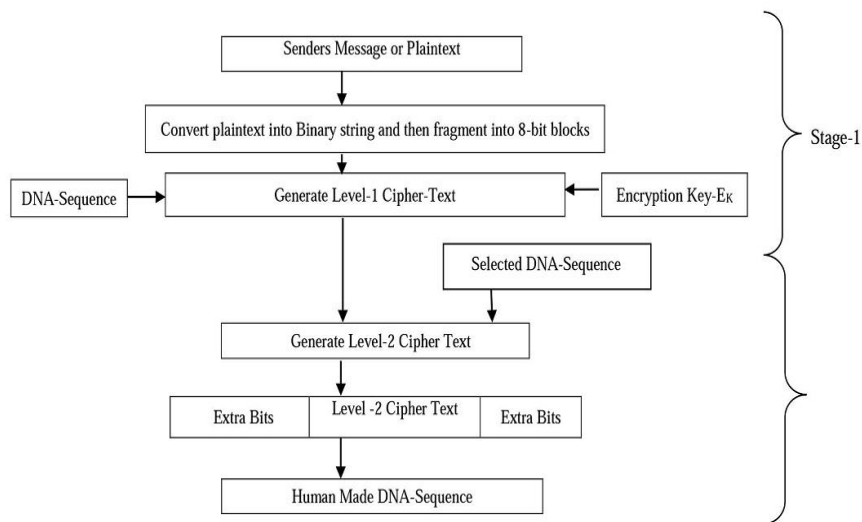 Senders Message or Plaintext
Convert plaintext into Binary string and then fragment into 8-bit blocks
Stage-1
DNA-Sequence
Generate Level-1 Cipher-Text
Encryption Key-EK
Selected DNA-Sequence
Generate Level-2 Cipher Text
Extra Bits
Level -2 Cipher Text
Extra Bits
Human Made DNA-Sequence